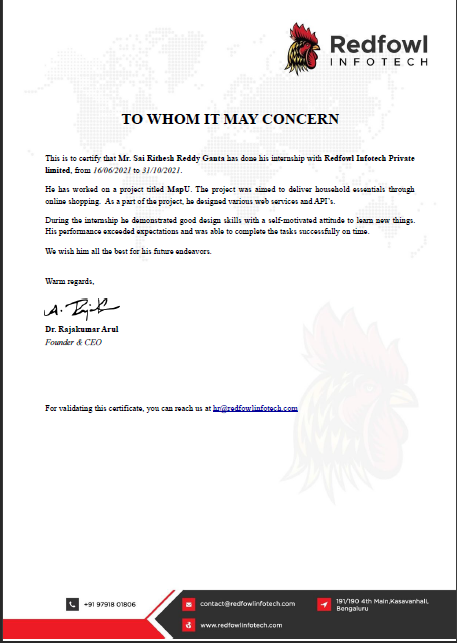 Redfowl
INFOTECH
TO WHOM IT MAY CONCERN
This is to certify that Mr. Sai Rithesh Reddy Ganta has done his internship with Redfowl Infotech Private
limited, from 16/06/2021 to 31/10/2021.
He has worked on a project titled MapU. The project was aimed to deliver household essentials through
online shopping. As a part of the project, he designed various web services and API's.
During the internship he demonstrated good design skills with a self-motivated attitude to learn new things.
His performance exceeded expectations and was able to complete the tasks successfully on time.
We wish him all the best for his future endeavors.
Warm regards,
A. Rajak
Dr. Rajakumar Arul
Founder & CEO
For validating this certificate, you can reach us at hr@redfowlinfotech.com
+91 97918 01806
contact@redfowlinfotech.com
191/190 4th Main,Kasavanhali,
Bengaluru
www.redfowlinfotech.com